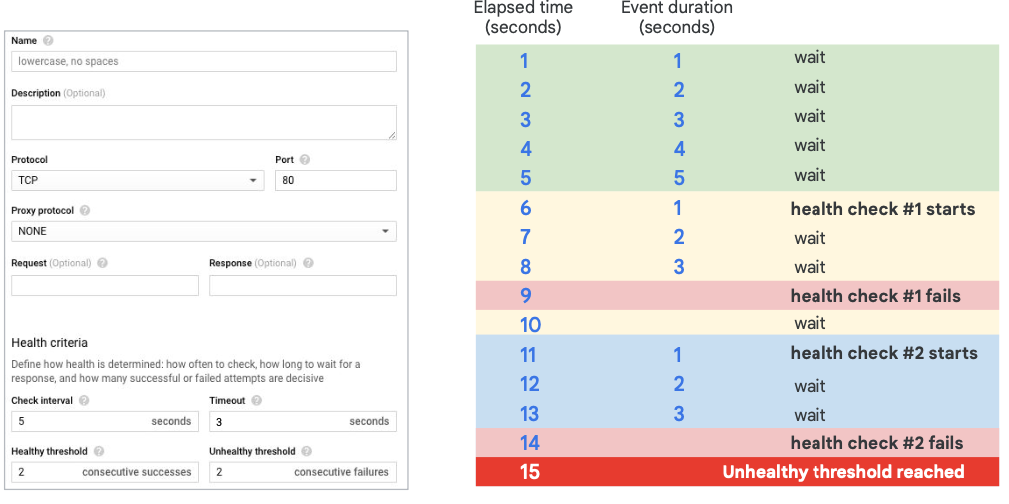 Name
lowercase, no spaces
Description (Optional)
Protocol Port
TCP 80
Proxy protocol
NONE
Request (Optional) Response (Optional)
Health criteria
Define how health is determined: how often to check, how long to wait for a
response, and how many successful or failed attempts are decisive
Check interval Timeout
5 seconds 3 seconds
Healthy threshold Unhealthy threshold
2 consecutive successes 2 consecutive failures
Elapsed time Event duration
(seconds) (seconds)
1 1 wait
2 2 wait
3 3 wait
4 4 wait
5 5 wait
6 1 health check #1 starts
7 2 wait
8 3 wait
9 health check #1 fails
10 wait
11 1 health check #2 starts
12 2 wait
13 3 wait
14 health check #2 fails
15 Unhealthy threshold reached